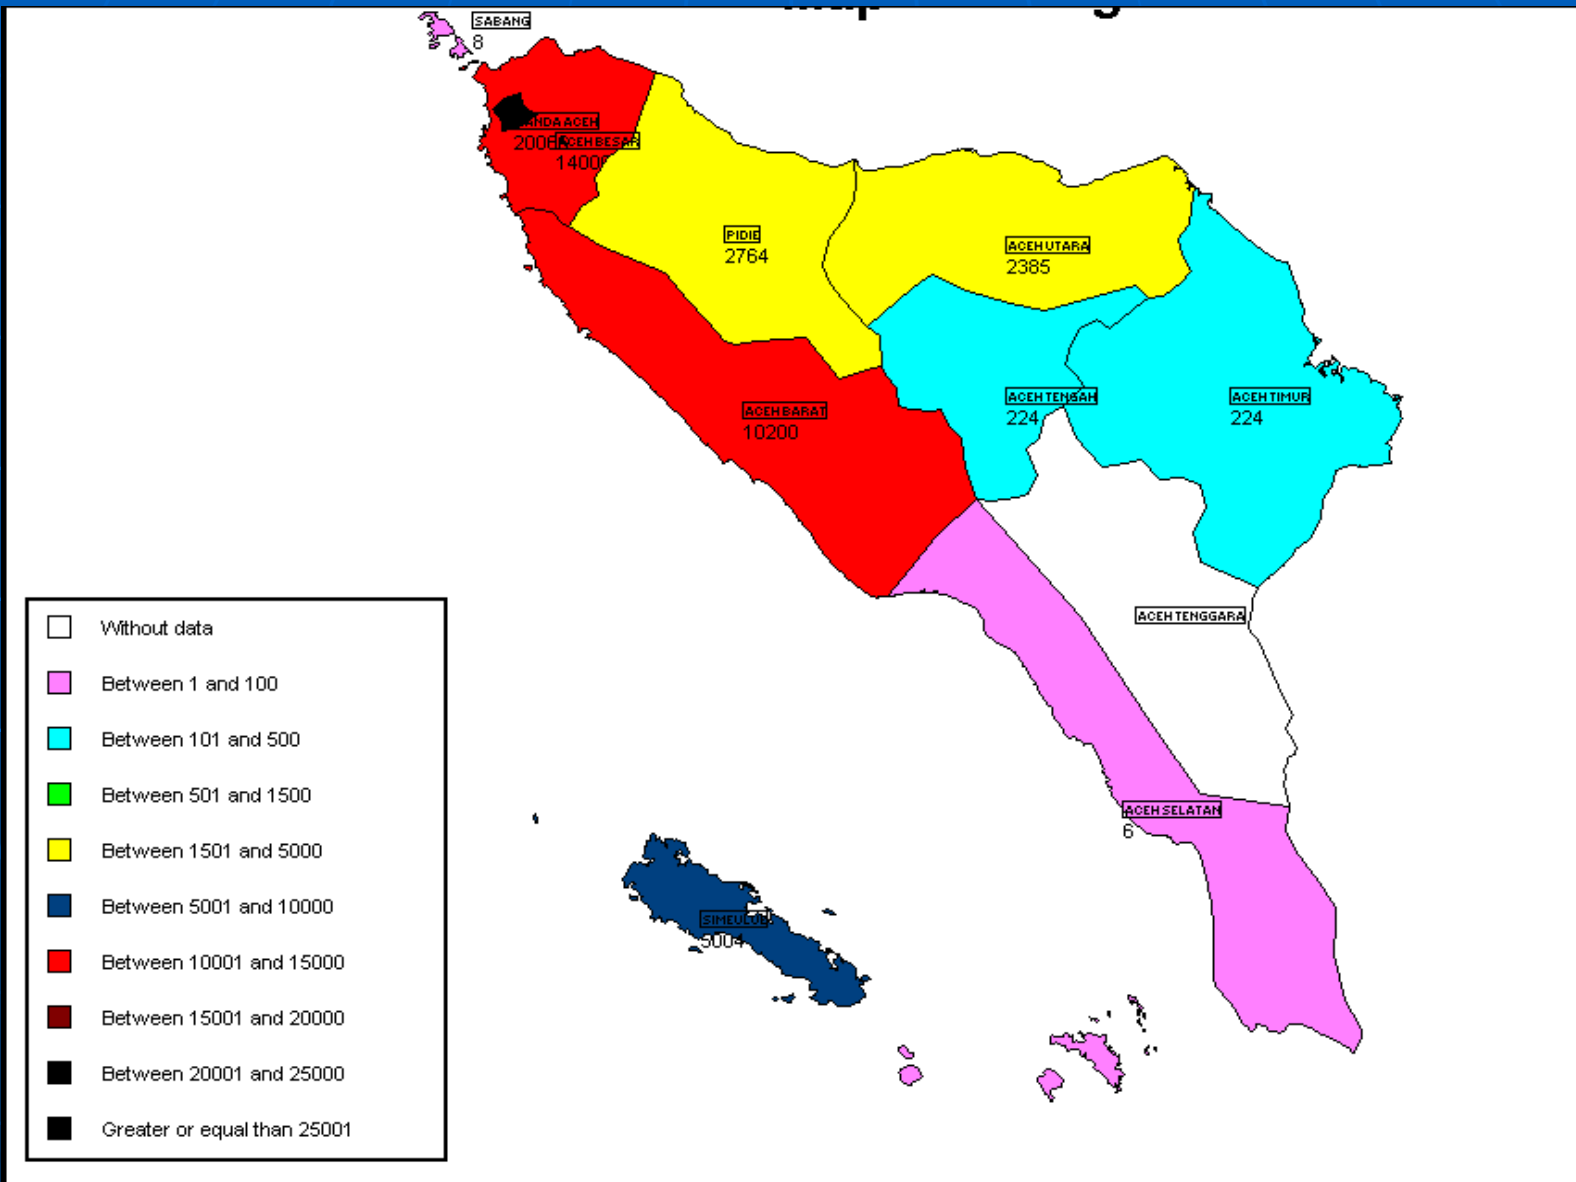 SABANG
8
ACEH BESAR
PIDIE
2764
ACEH UTARA
2385
ACEH BARAT
10200
ACEH TENGAH
224
ACEH TIMUR
224
ACEH TENGGARA
ACEH SELATAN
6
SIMEULUE
5004
Without data
Between 1 and 100
Between 101 and 500
Between 501 and 1500
Between 1501 and 5000
Between 5001 and 10000
Between 10001 and 15000
Between 15001 and 20000
Between 20001 and 25000
Greater or equal than 25001